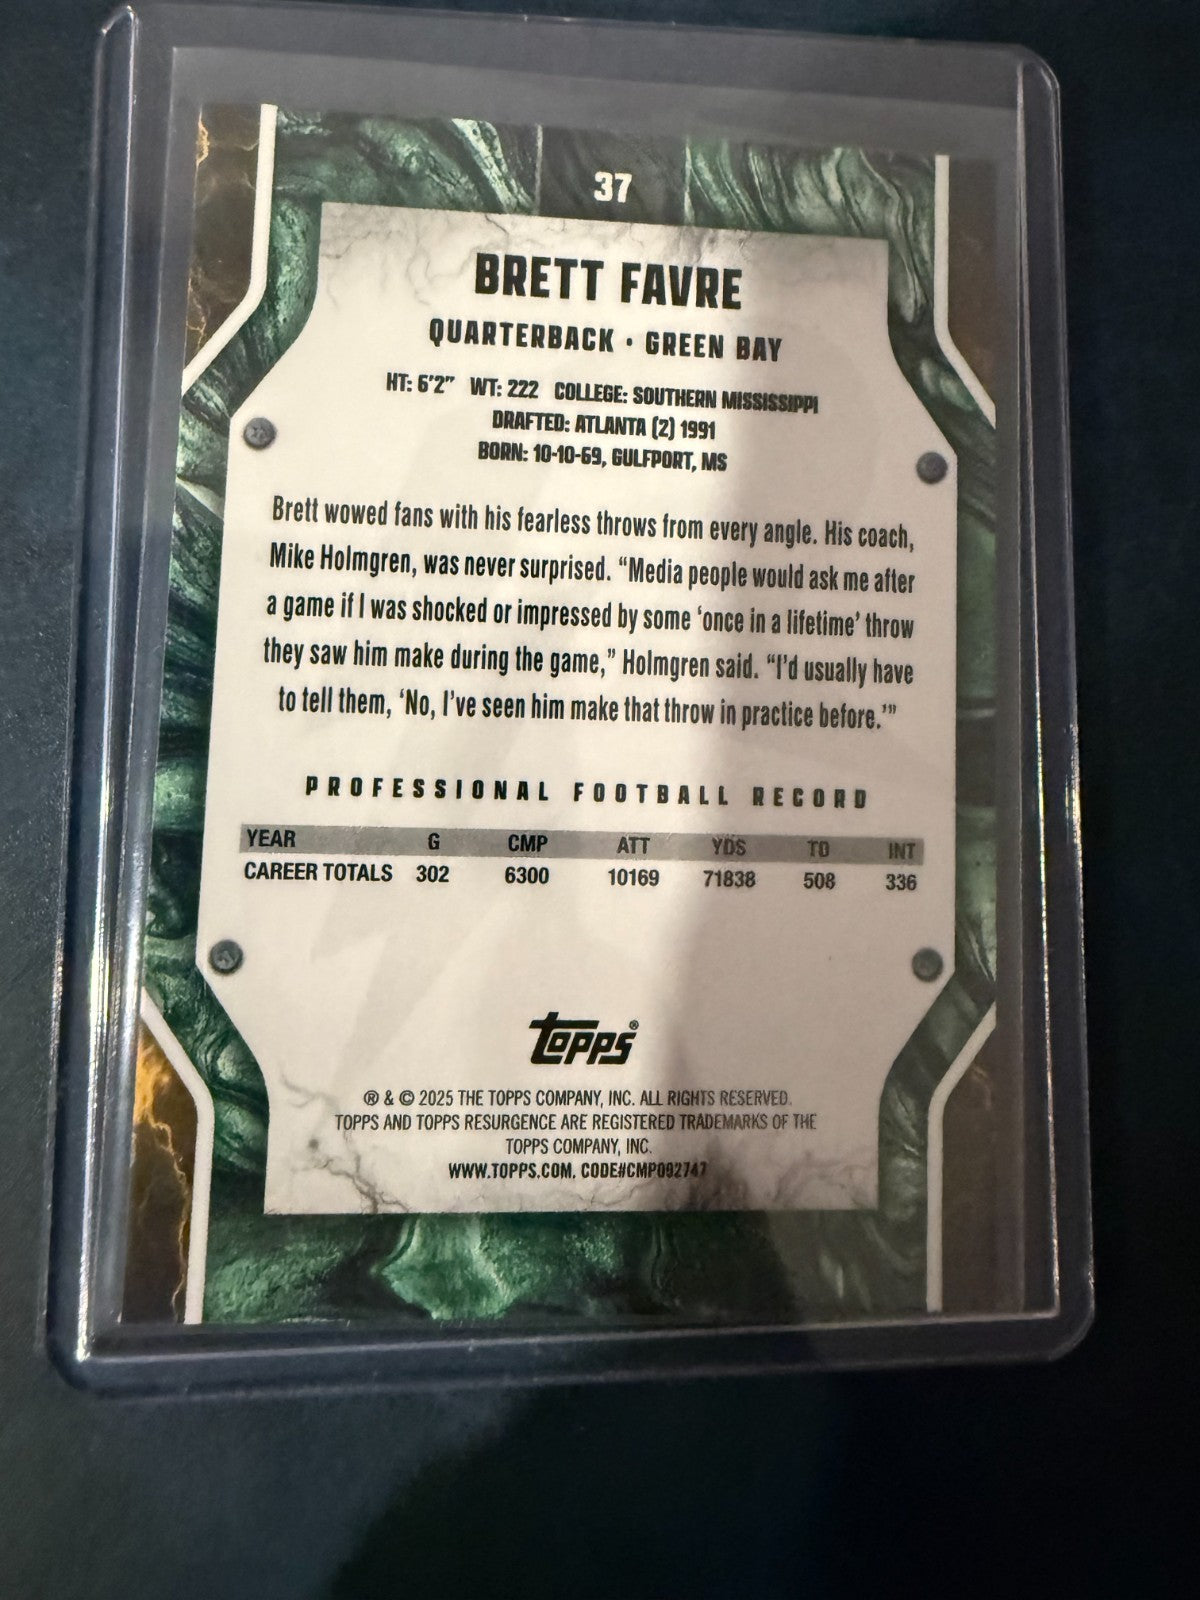 37
BRETT FAVRE
QUARTERBACK • GREEN BAY
HT: 6'2" WT: 222 COLLEGE: SOUTHERN MISSISSIPPI
DRAFTED: ATLANTA (2) 1991
BORN: 10-10-69, GULFPORT, MS
Brett wowed fans with his fearless throws from every angle. His coach,
Mike Holmgren, was never surprised. “Media people would ask me after
a game if I was shocked or impressed by some ‘once in a lifetime’ throw
they saw him make during the game,” Holmgren said. “I’d usually have
to tell them, ‘No, I’ve seen him make that throw in practice before.’”
PROFESSIONAL FOOTBALL RECORD
YEAR G CMP ATT YDS TD INT
CAREER TOTALS 302 6300 10169 71838 508 336
topps®
® & © 2025 THE TOPPS COMPANY, INC. ALL RIGHTS RESERVED.
TOPPS AND TOPPS RESURGENCE ARE REGISTERED TRADEMARKS OF THE
TOPPS COMPANY, INC.
WWW.TOPPS.COM. CODE#CMP092747